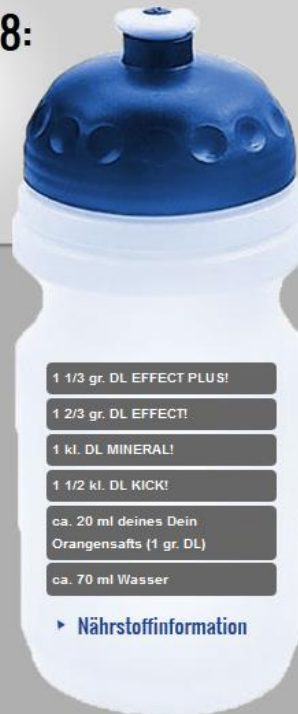 8:
1 1/3 gr. DL EFFECT PLUS!
1 2/3 gr. DL EFFECT!
1 kl. DL MINERAL!
1 1/2 kl. DL KICK!
ca. 20 ml deines Dein
Orangensafts (1 gr. DL)
ca. 70 ml Wasser
Nährstoffinformation